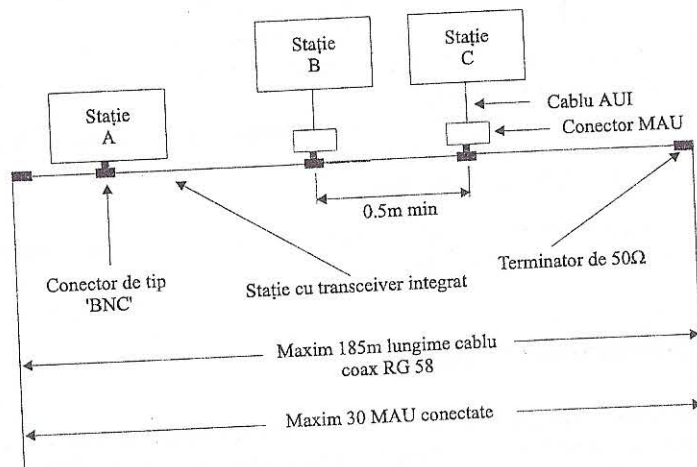 Stație
A
Stație
B
Stație
C
Cablu AUI
Conector MAU
0.5m min
Conector de tip
'BNC'
Stație cu transceiver integrat
Terminator de 50Ω
Maxim 185m lungime cablu
coax RG 58
Maxim 30 MAU conectate